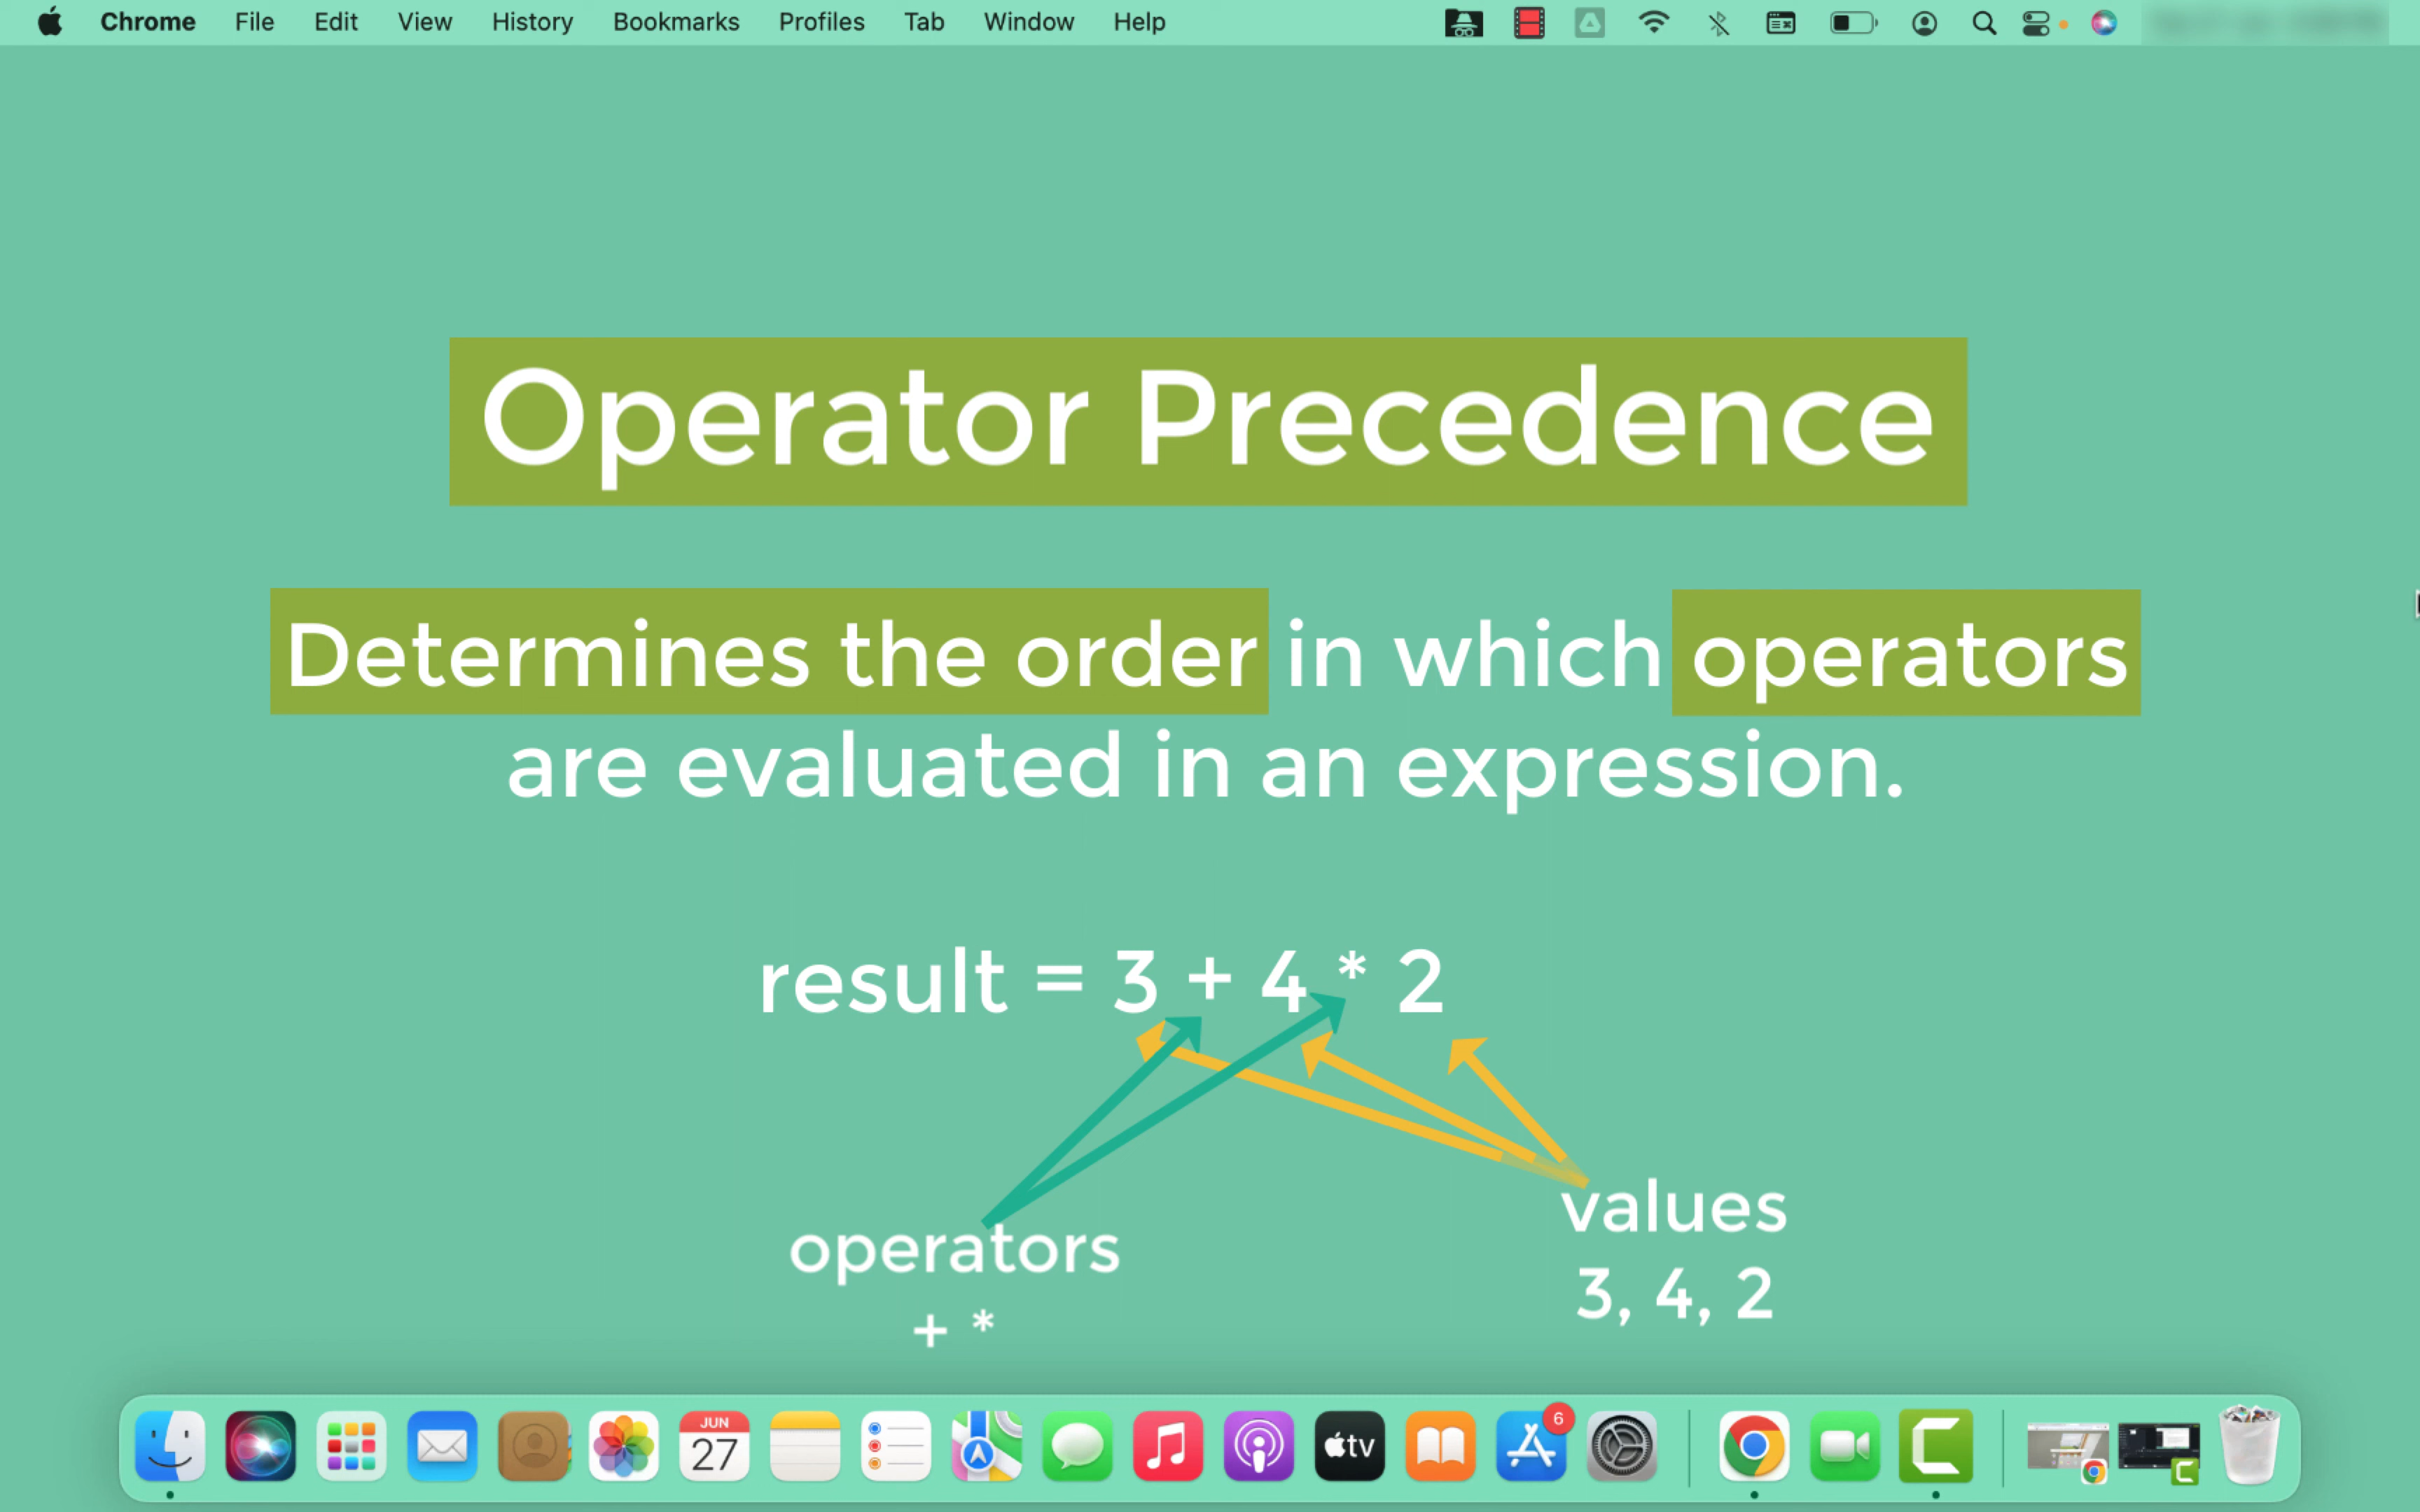 Chrome File Edit View History Bookmarks Profiles Tab Window Help
Operator Precedence
Determines the order in which operators
are evaluated in an expression.
result = 3 + 4 * 2
operators
+ *
values
3, 4, 2
JUN
27
tv
6